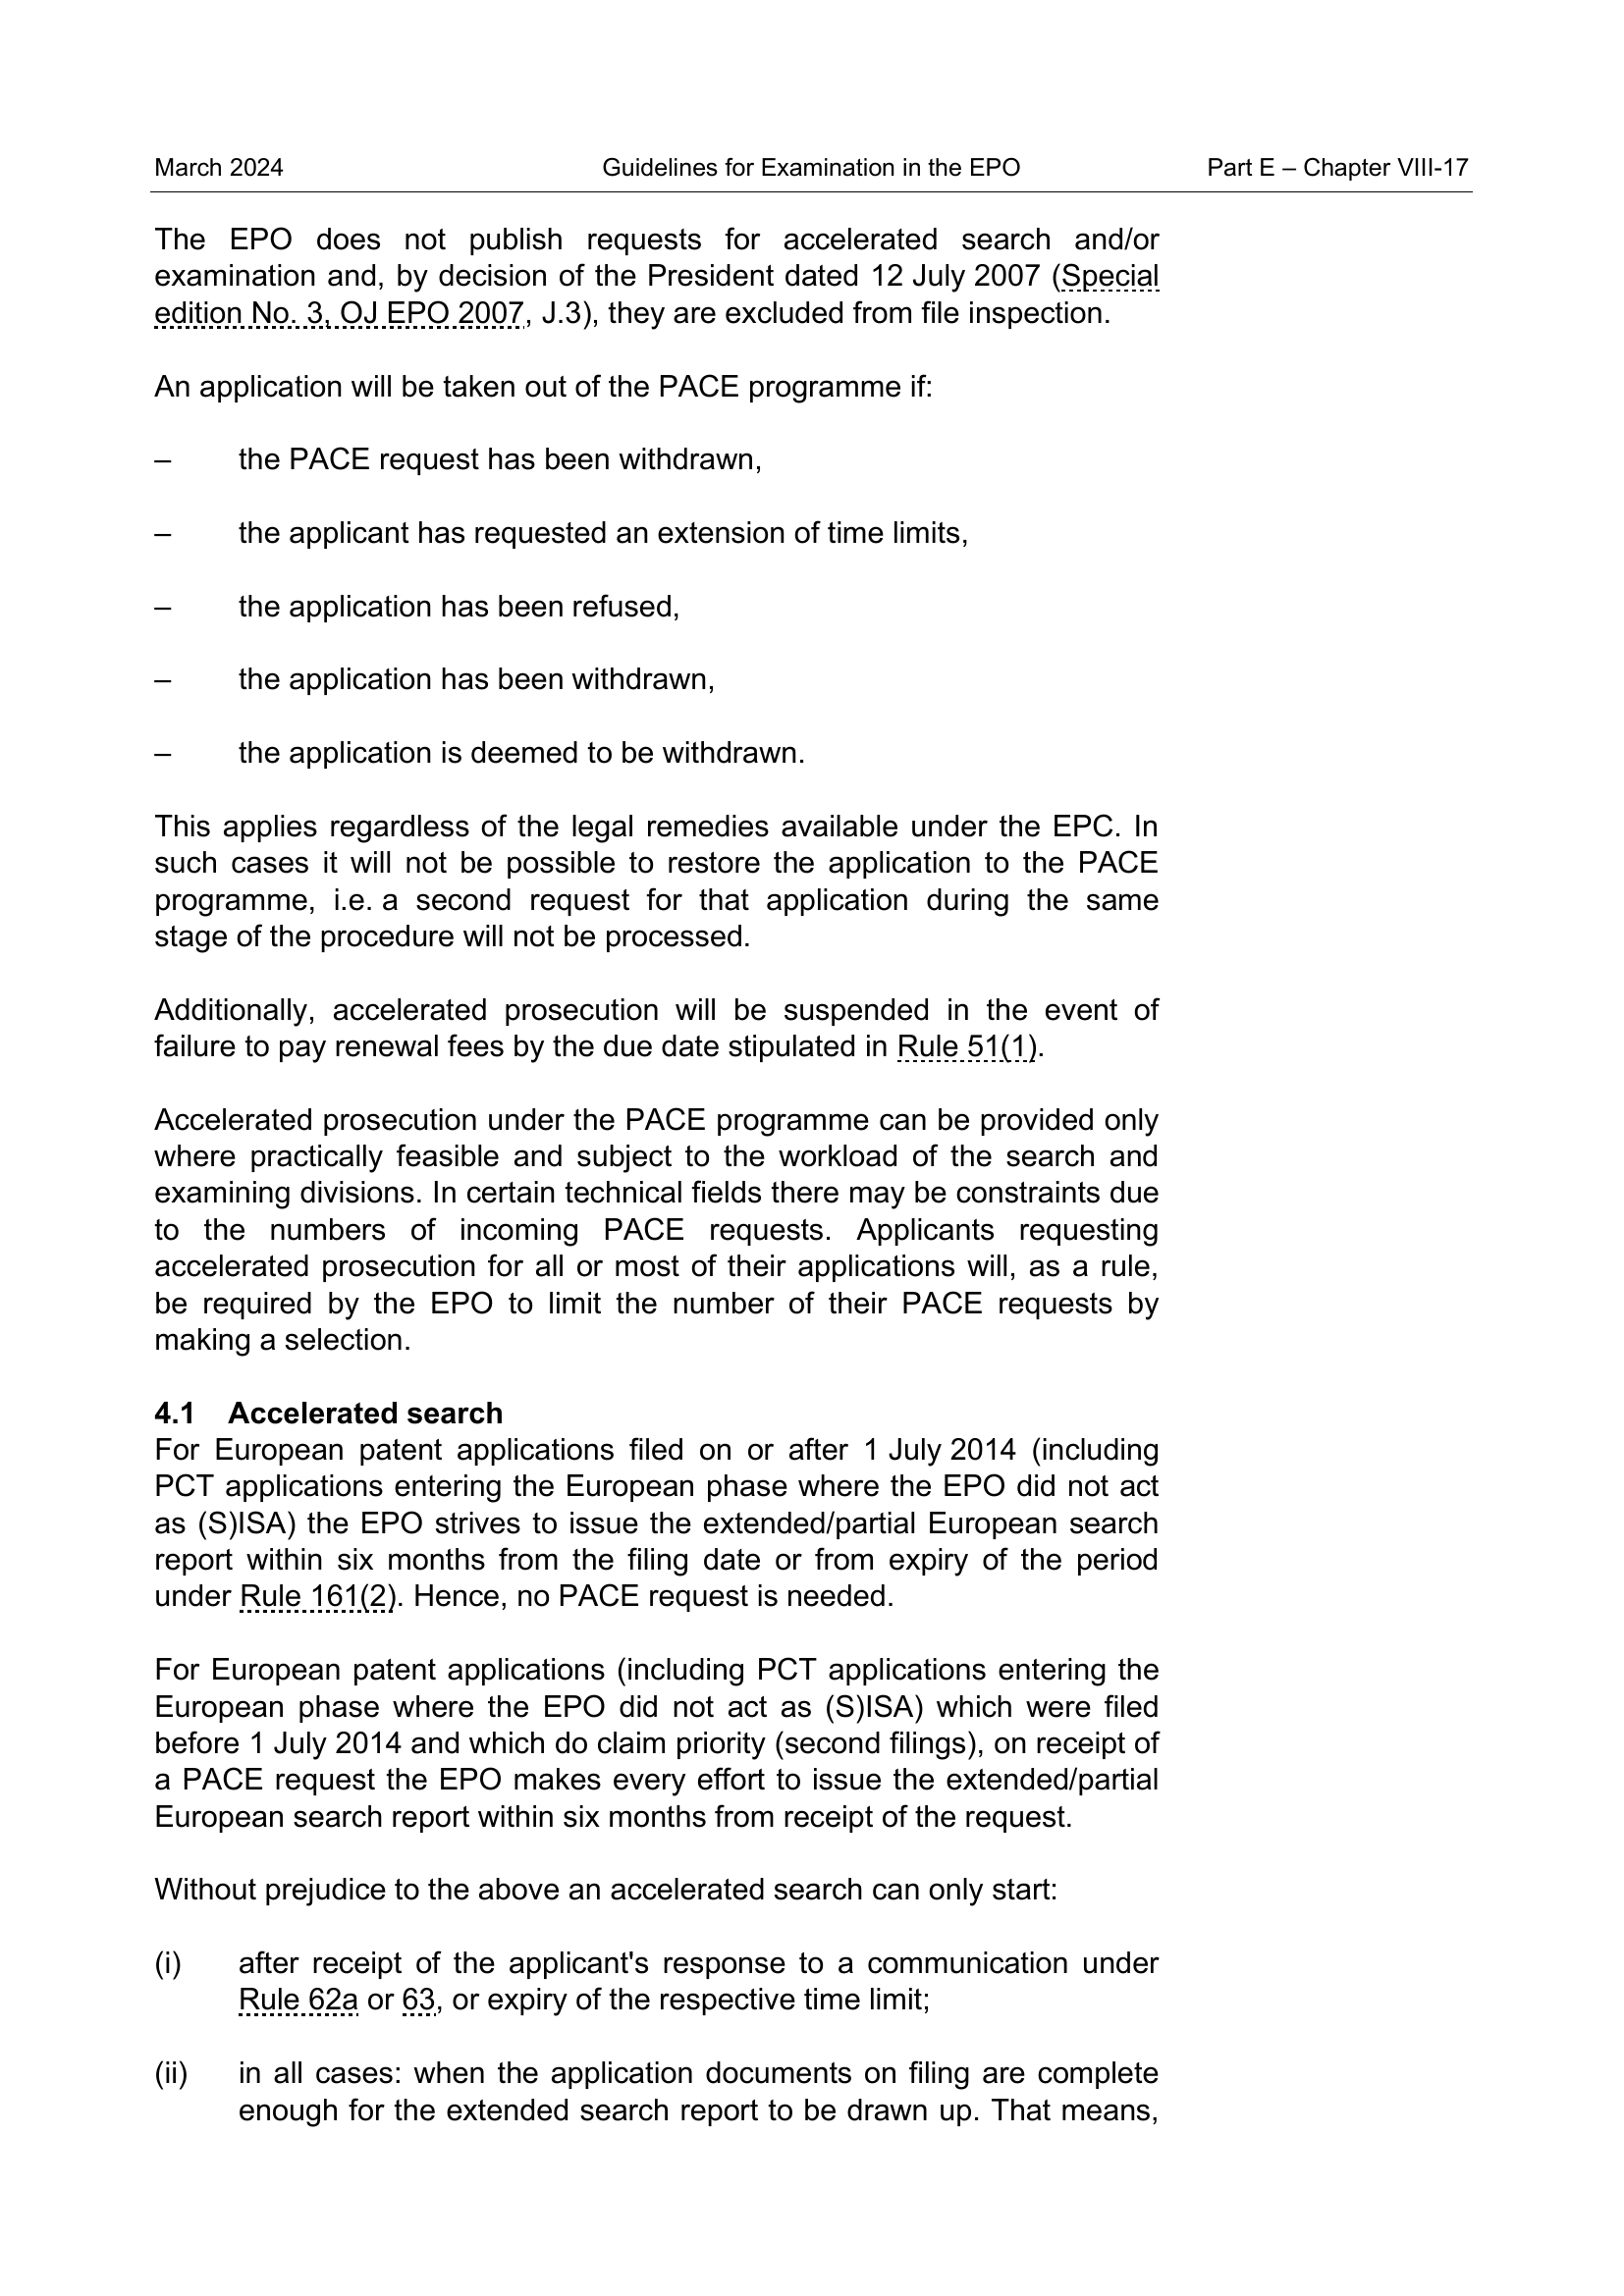 March 2024 Guidelines for Examination in the EPO Part E – Chapter VIII-17
The EPO does not publish requests for accelerated search and/or
examination and, by decision of the President dated 12 July 2007 (Special
edition No. 3, OJ EPO 2007, J.3), they are excluded from file inspection.
An application will be taken out of the PACE programme if:
– the PACE request has been withdrawn,
– the applicant has requested an extension of time limits,
– the application has been refused,
– the application has been withdrawn,
– the application is deemed to be withdrawn.
This applies regardless of the legal remedies available under the EPC. In
such cases it will not be possible to restore the application to the PACE
programme, i.e. a second request for that application during the same
stage of the procedure will not be processed.
Additionally, accelerated prosecution will be suspended in the event of
failure to pay renewal fees by the due date stipulated in Rule 51(1).
Accelerated prosecution under the PACE programme can be provided only
where practically feasible and subject to the workload of the search and
examining divisions. In certain technical fields there may be constraints due
to the numbers of incoming PACE requests. Applicants requesting
accelerated prosecution for all or most of their applications will, as a rule,
be required by the EPO to limit the number of their PACE requests by
making a selection.
4.1 Accelerated search
For European patent applications filed on or after 1 July 2014 (including
PCT applications entering the European phase where the EPO did not act
as (S)ISA) the EPO strives to issue the extended/partial European search
report within six months from the filing date or from expiry of the period
under Rule 161(2). Hence, no PACE request is needed.
For European patent applications (including PCT applications entering the
European phase where the EPO did not act as (S)ISA) which were filed
before 1 July 2014 and which do claim priority (second filings), on receipt of
a PACE request the EPO makes every effort to issue the extended/partial
European search report within six months from receipt of the request.
Without prejudice to the above an accelerated search can only start:
(i) after receipt of the applicant's response to a communication under
Rule 62a or 63, or expiry of the respective time limit;
(ii) in all cases: when the application documents on filing are complete
enough for the extended search report to be drawn up. That means,